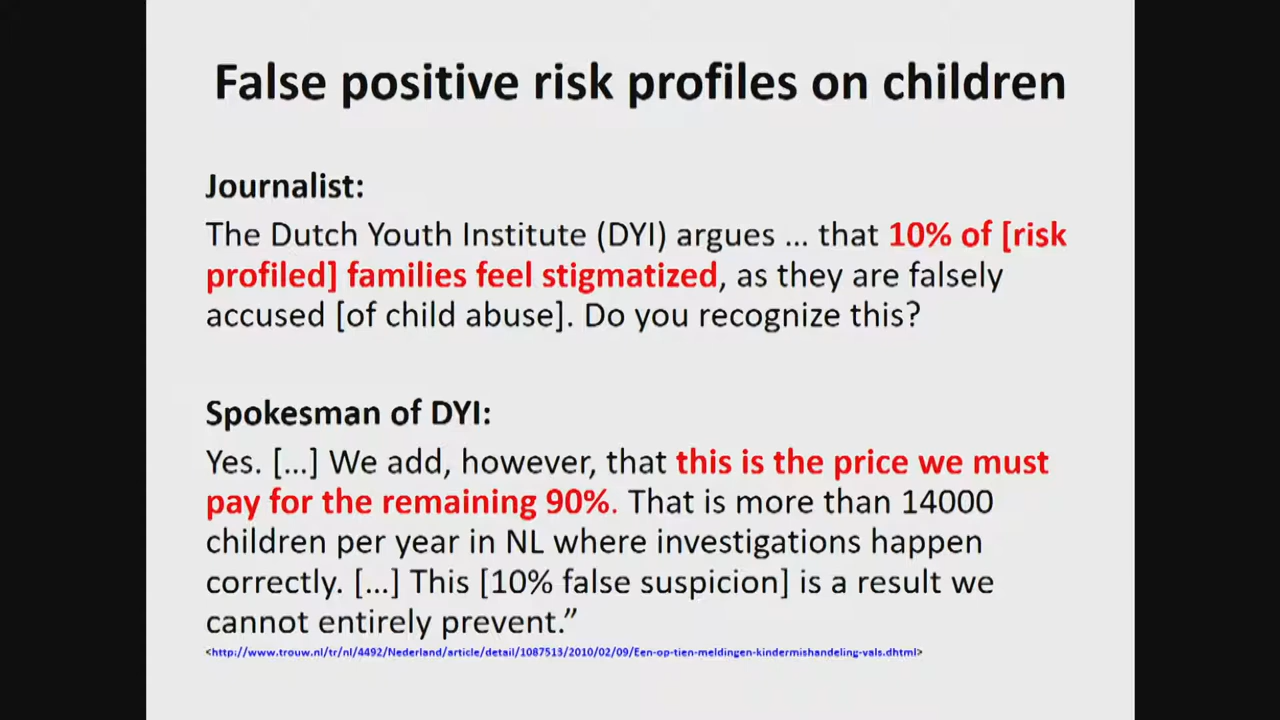 False positive risk profiles on children
Journalist:
The Dutch Youth Institute (DYI) argues … that 10% of [risk
profiled] families feel stigmatized, as they are falsely
accused [of child abuse]. Do you recognize this?
Spokesman of DYI:
Yes. […] We add, however, that this is the price we must
pay for the remaining 90%. That is more than 14000
children per year in NL where investigations happen
correctly. […] This [10% false suspicion] is a result we
cannot entirely prevent.”
<http://www.trouw.nl/tr/nl/4492/Nederland/article/detail/1087513/2010/02/09/Een-op-tien-meldingen-kindermishandeling-vals.dhtml>